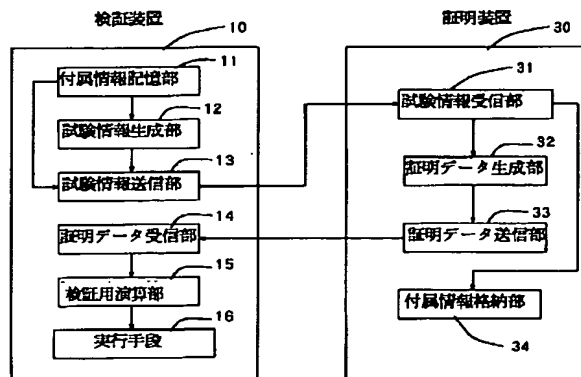 検証装置
10
11
付属情報記憶部
12
試験情報生成部
13
試験情報送信部
14
証明データ受信部
15
検証用演算部
16
実行手段
証明装置
30
31
試験情報受信部
32
証明データ生成部
33
証明データ送信部
付属情報格納部
34